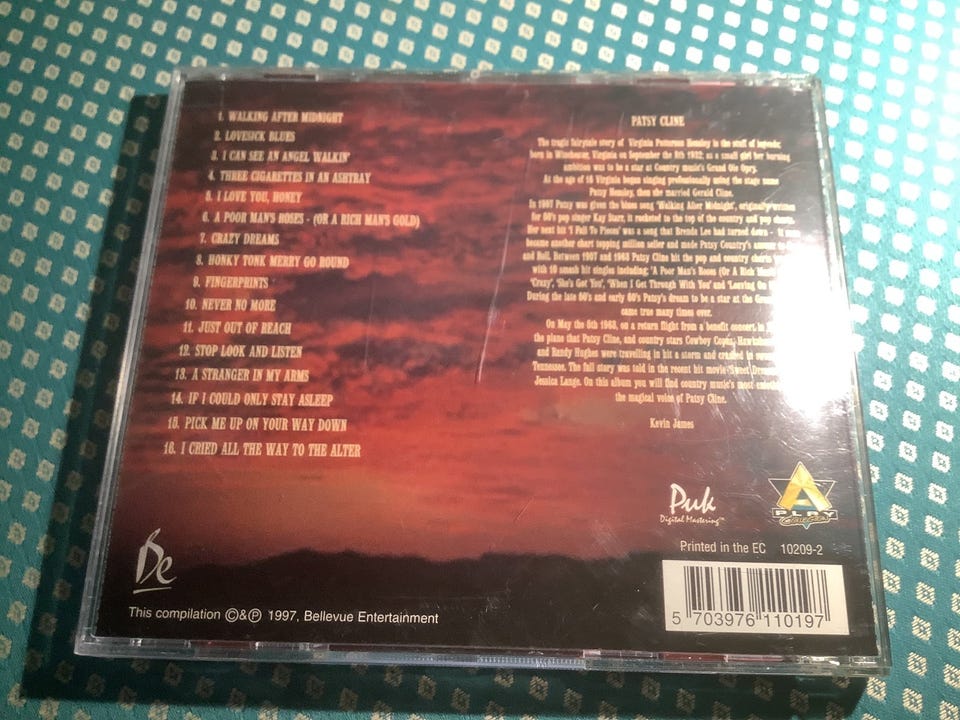 1. WALKING AFTER MIDNIGHT
2. LOVESICK BLUES
3. I CAN SEE AN ANGEL WALKIN'
4. THREE CIGARETTES IN AN ASHTRAY
5. I LOVE YOU, HONEY
6. A POOR MAN'S ROSES - (OR A RICH MAN'S GOLD)
7. CRAZY DREAMS
8. HONKY TONK MERRY GO ROUND
9. FINGERPRINTS
10. NEVER NO MORE
11. JUST OUT OF REACH
12. STOP LOOK AND LISTEN
13. A STRANGER IN MY ARMS
14. IF I COULD ONLY STAY ASLEEP
15. PICK ME UP ON YOUR WAY DOWN
16. I CRIED ALL THE WAY TO THE ALTER
PATSY CLINE
The tragic fairytale story of Virginia Petterson Hensley is the stuff of legends;
born in Winchester, Virginia on September the 8th 1932; as a small girl her burning
ambition was to be a star at Country music's Grand Ole Opry.
At the age of 16 Virginia began singing professionally under the stage name
Patsy Hensley, then she married Gerald Cline.
In 1957 Patsy was given the blues song 'Walking After Midnight', originally written
for 50's pop singer Kay Starr, it rocketed to the top of the country and pop charts.
Her next hit 'I Fall To Pieces' was a song that Brenda Lee had turned down - it soon
became another chart topping million seller and made Patsy Country's answer to
and Roll. Between 1957 and 1963 Patsy Cline hit the pop and country charts
with 10 smash hit singles including; 'A Poor Man's Roses (Or A Rich Man's
'Crazy', 'She's Got You', 'When I Get Through With You' and 'Leaving On
During the late 50's and early 60's Patsy's dream to be a star at the Grand
came true many times over.
On May the 5th 1963, on a return flight from a benefit concert in
the plane that Patsy Cline, and country stars Cowboy Copas, Hawkshaw
and Randy Hughes were travelling in hit a storm and crashed
Tennessee. The full story was told in the recent hit movie 'Sweet
Jessica Lange. On this album you will find country music's most
the magical voice of Patsy Cline.
Kevin James
Puk
Digital Mastering™
A
PLAY
Printed in the EC 10209-2
Be
This compilation ©&℗ 1997, Bellevue Entertainment
5 703976 110197